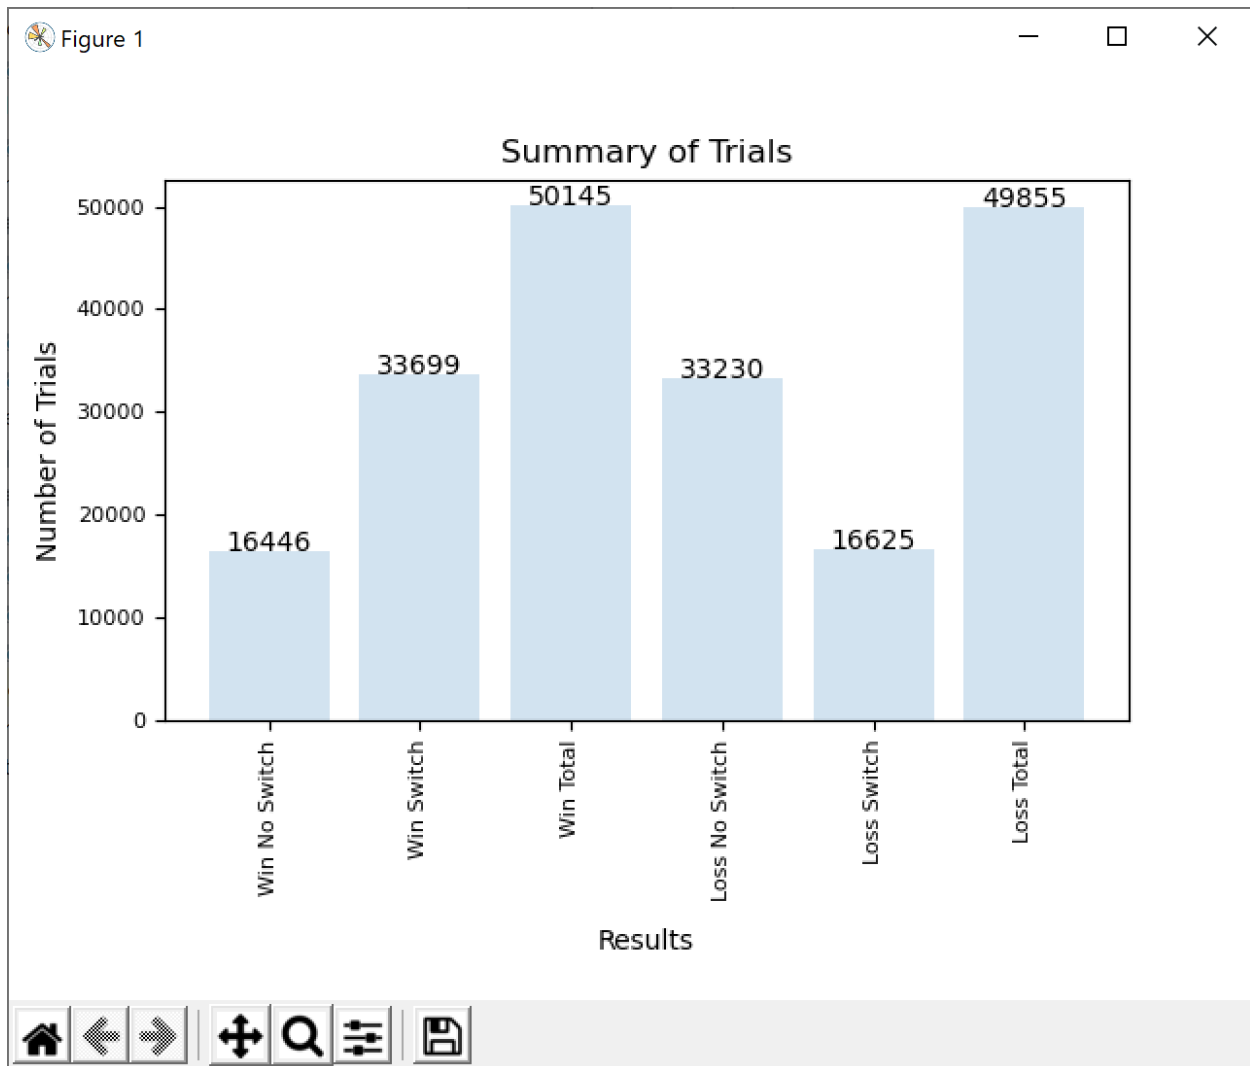 Figure 1
Summary of Trials
Number of Trials
50000
40000
30000
20000
10000
0
16446
33699
50145
33230
16625
49855
Win No Switch
Win Switch
Win Total
Loss No Switch
Loss Switch
Loss Total
Results